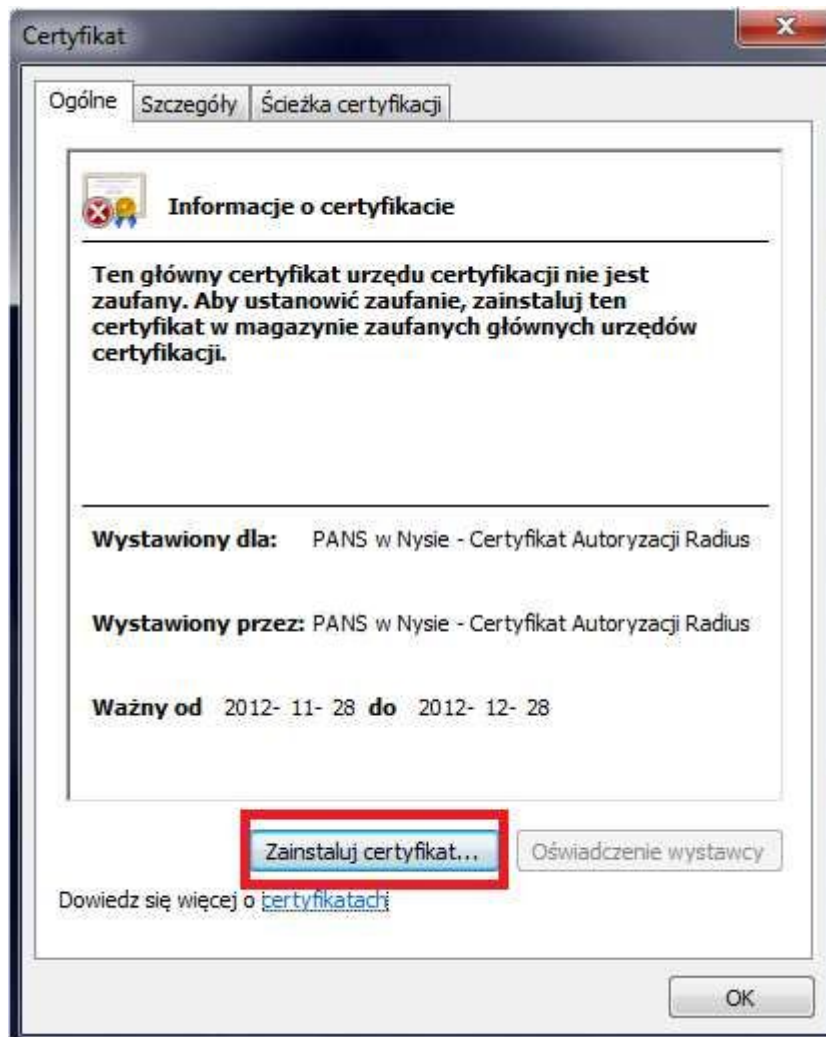 Certyfikat
Ogólne Szczegóły Ścieżka certyfikacji
Informacje o certyfikacie
Ten główny certyfikat urzędu certyfikacji nie jest
zaufany. Aby ustanowić zaufanie, zainstaluj ten
certyfikat w magazynie zaufanych głównych urzędów
certyfikacji.
Wystawiony dla: PANS w Nysie - Certyfikat Autoryzacji Radius
Wystawiony przez: PANS w Nysie - Certyfikat Autoryzacji Radius
Ważny od 2012- 11- 28 do 2012- 12- 28
Zainstaluj certyfikat... Oświadczenie wystawcy
Dowiedz się więcej o certyfikatach
OK